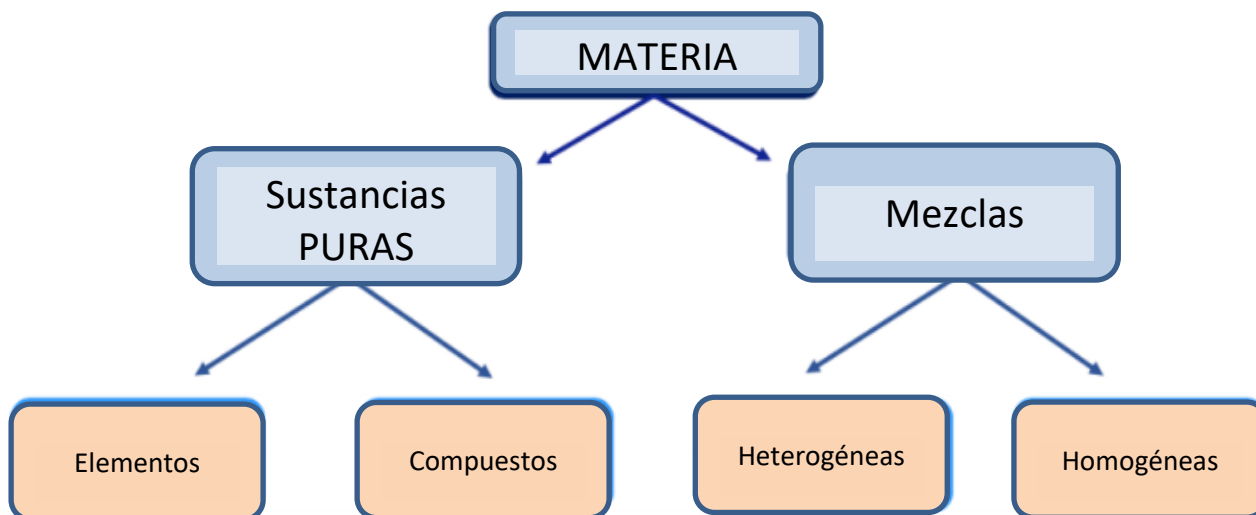 MATERIA
Sustancias
PURAS
Mezclas
Elementos
Compuestos
Heterogéneas
Homogéneas